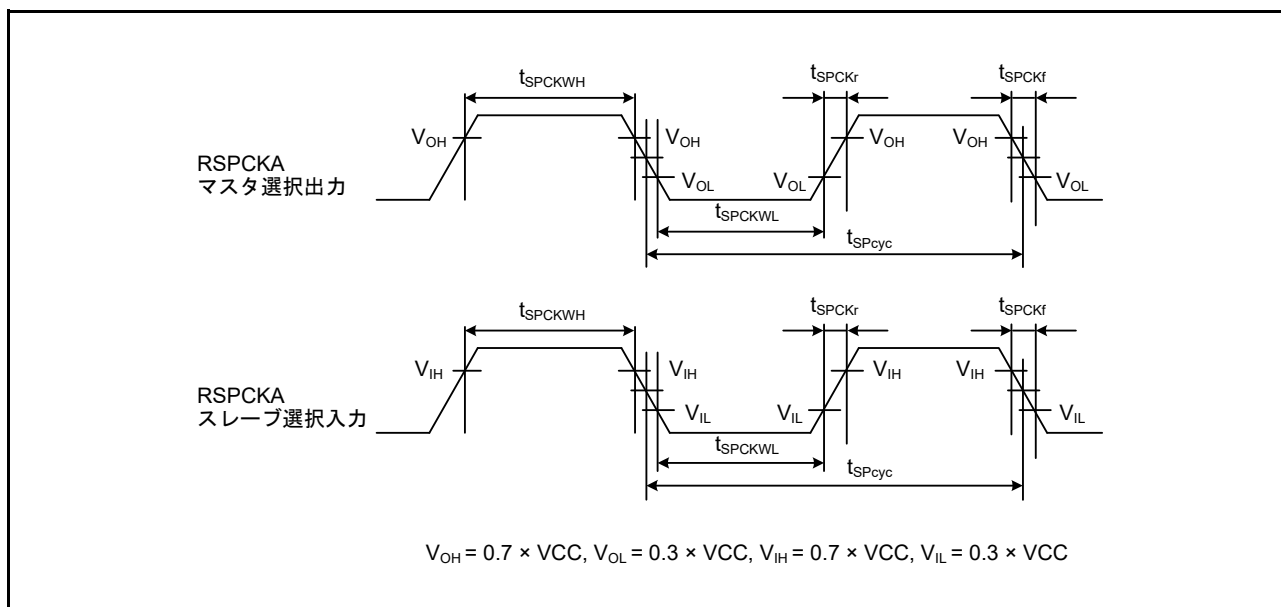 tSPCKWH
tSPCKr
tSPCKf
VOH
VOH
VOH
VOH
RSPCKA
マスタ選択出力
VOL
VOL
VOL
tSPCKWL
tSPcyc
tSPCKWH
tSPCKr
tSPCKf
VIH
VIH
VIH
VIH
RSPCKA
スレーブ選択入力
VIL
VIL
VIL
tSPCKWL
tSPcyc
VOH = 0.7 × VCC, VOL = 0.3 × VCC, VIH = 0.7 × VCC, VIL = 0.3 × VCC